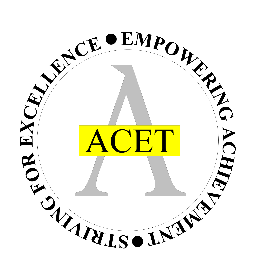 STRIVING FOR EXCELLENCE ● EMPOWERING ACHIEVEMENT ●
A
ACET